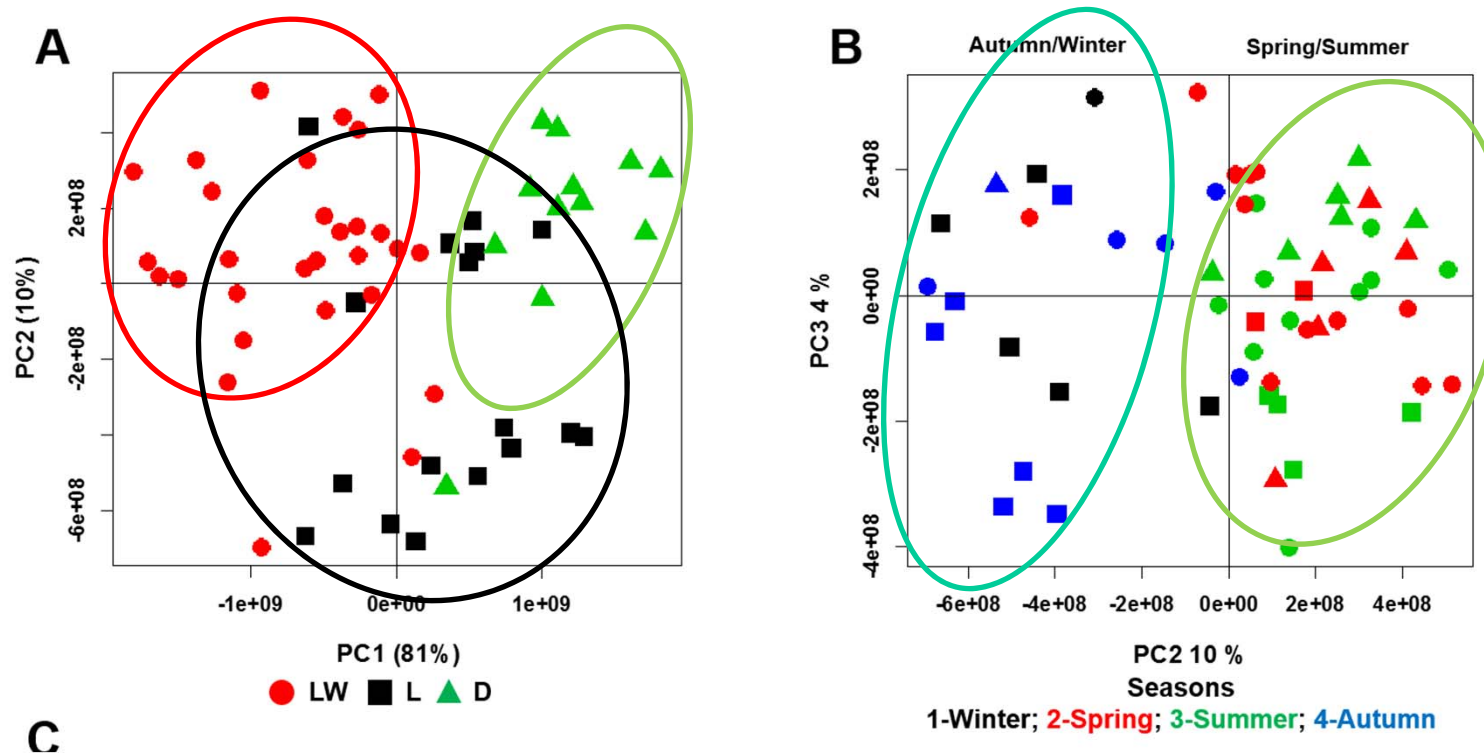 A
PC2 (10%)
2e+08
-2e+08
-6e+08
-1e+09 0e+00 1e+09
PC1 (81%)
LW L D
B
Autumn/Winter Spring/Summer
PC3 4 %
2e+08
0e+00
-2e+08
-4e+08
-6e+08 -4e+08 -2e+08 0e+00 2e+08 4e+08
PC2 10 %
Seasons
1-Winter; 2-Spring; 3-Summer; 4-Autumn
C